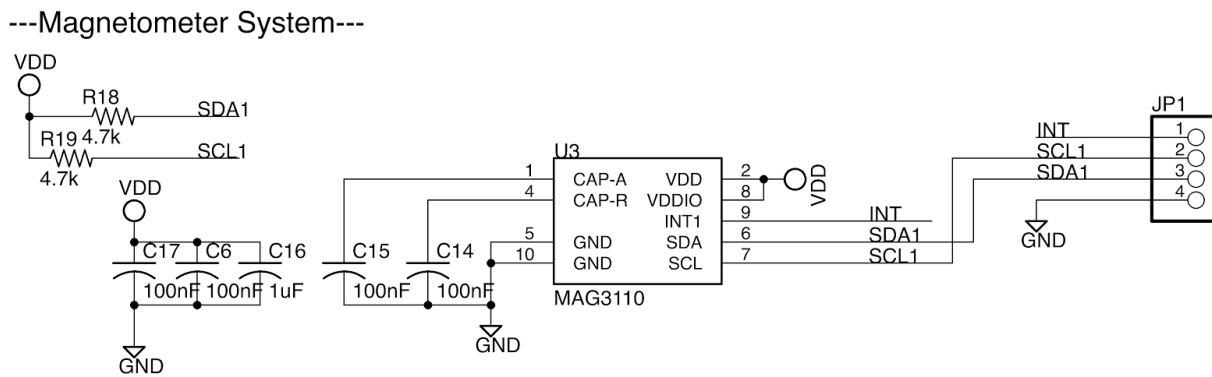 ---Magnetometer System---
VDD
R18
SDA1
4.7k
R19
SCL1
4.7k
VDD
C17
C6
C16
100nF
100nF
1uF
GND
C15
C14
100nF
100nF
GND
U3
1
CAP-A
VDD
2
4
CAP-R
VDDIO
8
INT1
9
5
GND
SDA
6
10
GND
SCL
7
MAG3110
VDD
INT
SDA1
SCL1
JP1
INT
1
SCL1
2
SDA1
3
4
GND